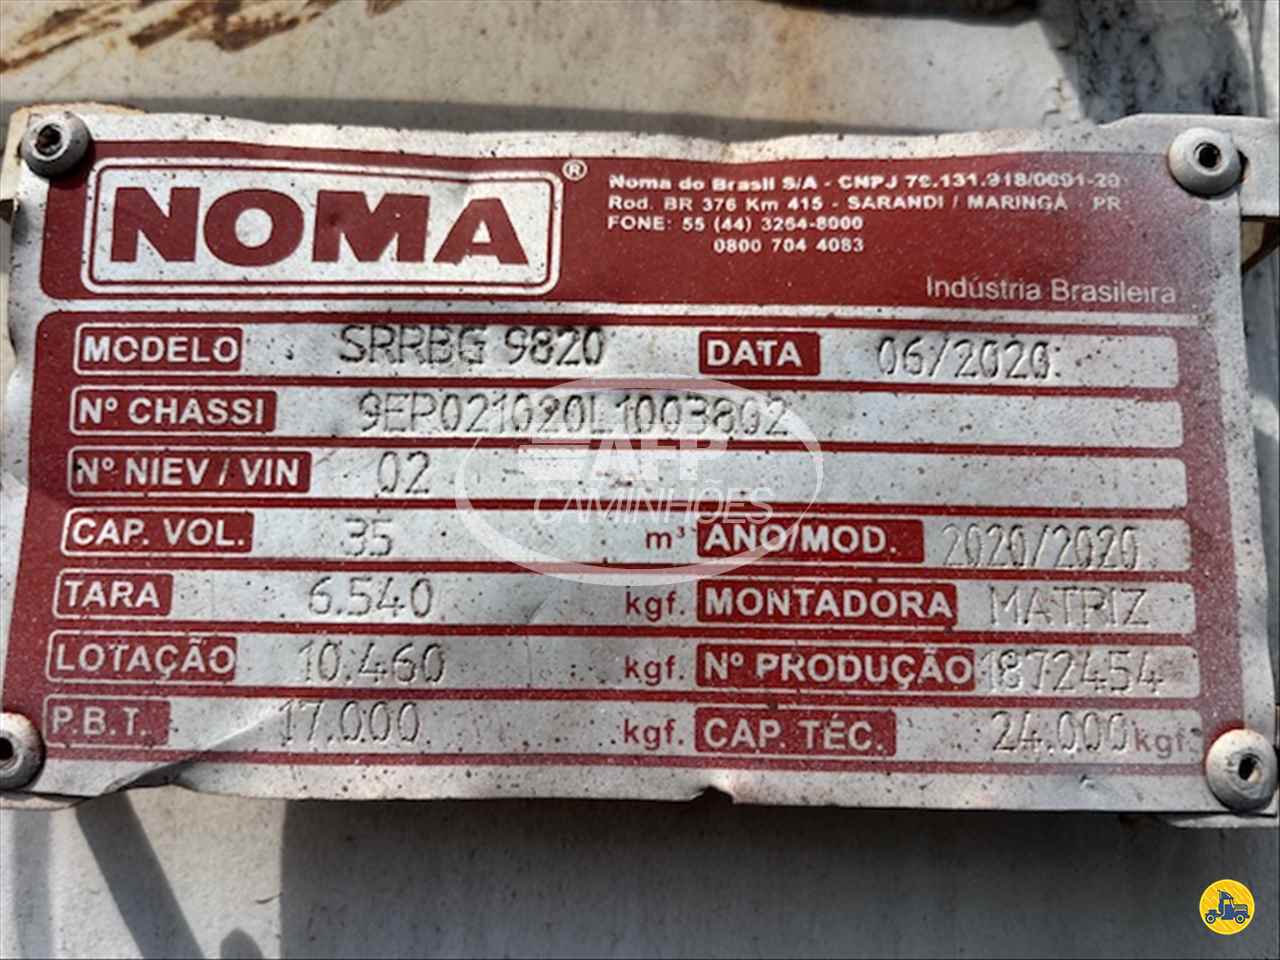 NOMA®
Noma do Brasil S/A - CNPJ 76.131.918/0001-20
Rod. BR 376 Km 415 - SARANDI / MARINGÁ - PR
FONE: 55 (44) 3264-8000
0800 704 4083
Indústria Brasileira
MODELO SRRBG 9820 DATA 06/2020
Nº CHASSI 9EP021020L1003802
Nº NIEV / VIN 02
CAP. VOL. 35 m³ ANO/MOD. 2020/2020
TARA 6.540 kgf. MONTADORA MATRIZ
LOTAÇÃO 10.460 kgf. Nº PRODUÇÃO 1872454
P.B.T. 17.000 kgf. CAP. TÉC. 24.000 kgf.
AFP
CAMINHÕES